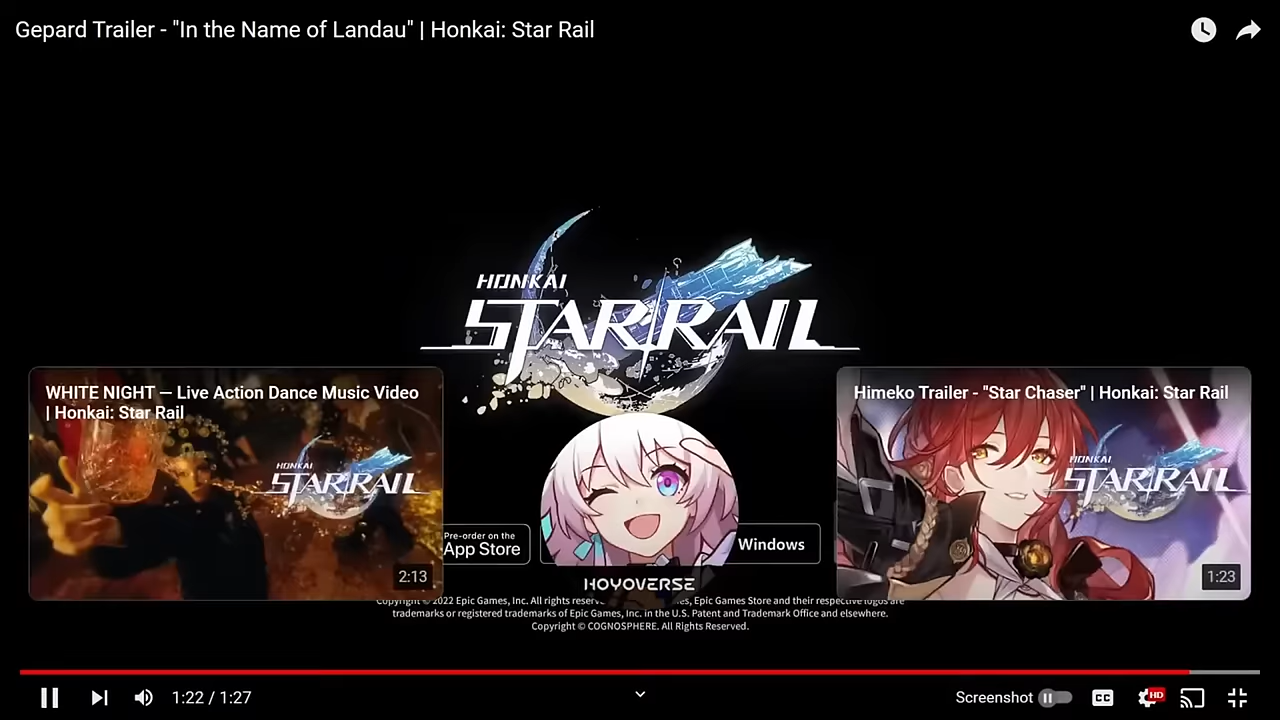 Gepard Trailer - "In the Name of Landau" | Honkai: Star Rail
HONKAI
STAR RAIL
WHITE NIGHT — Live Action Dance Music Video
| Honkai: Star Rail
HONKAI
STAR RAIL
2:13
Himeko Trailer - "Star Chaser" | Honkai: Star Rail
HONKAI
STAR RAIL
1:23
Pre-order on the
App Store
Windows
HOYOVERSE
Copyright © 2022 Epic Games, Inc. All rights Epic Games Store and their respective logos are
trademarks or registered trademarks of Epic Games, Inc. in the U.S. Patent and Trademark Office and elsewhere.
Copyright © COGNOSPHERE. All Rights Reserved.
1:22 / 1:27
Screenshot
CC
HD